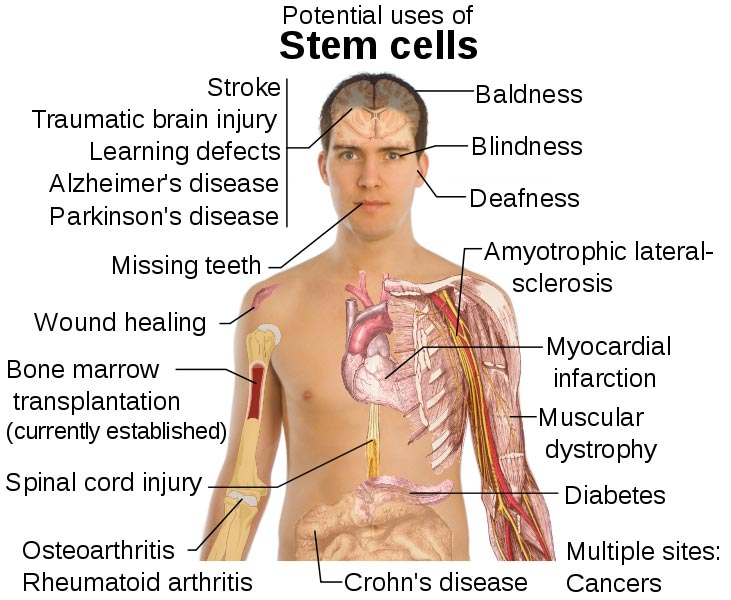 Potential uses of
Stem cells
Stroke
Traumatic brain injury
Learning defects
Alzheimer's disease
Parkinson's disease
Missing teeth
Wound healing
Bone marrow
transplantation
(currently established)
Spinal cord injury
Osteoarthritis
Rheumatoid arthritis
Baldness
Blindness
Deafness
Amyotrophic lateral-
sclerosis
Myocardial
infarction
Muscular
dystrophy
Diabetes
Crohn's disease
Multiple sites:
Cancers